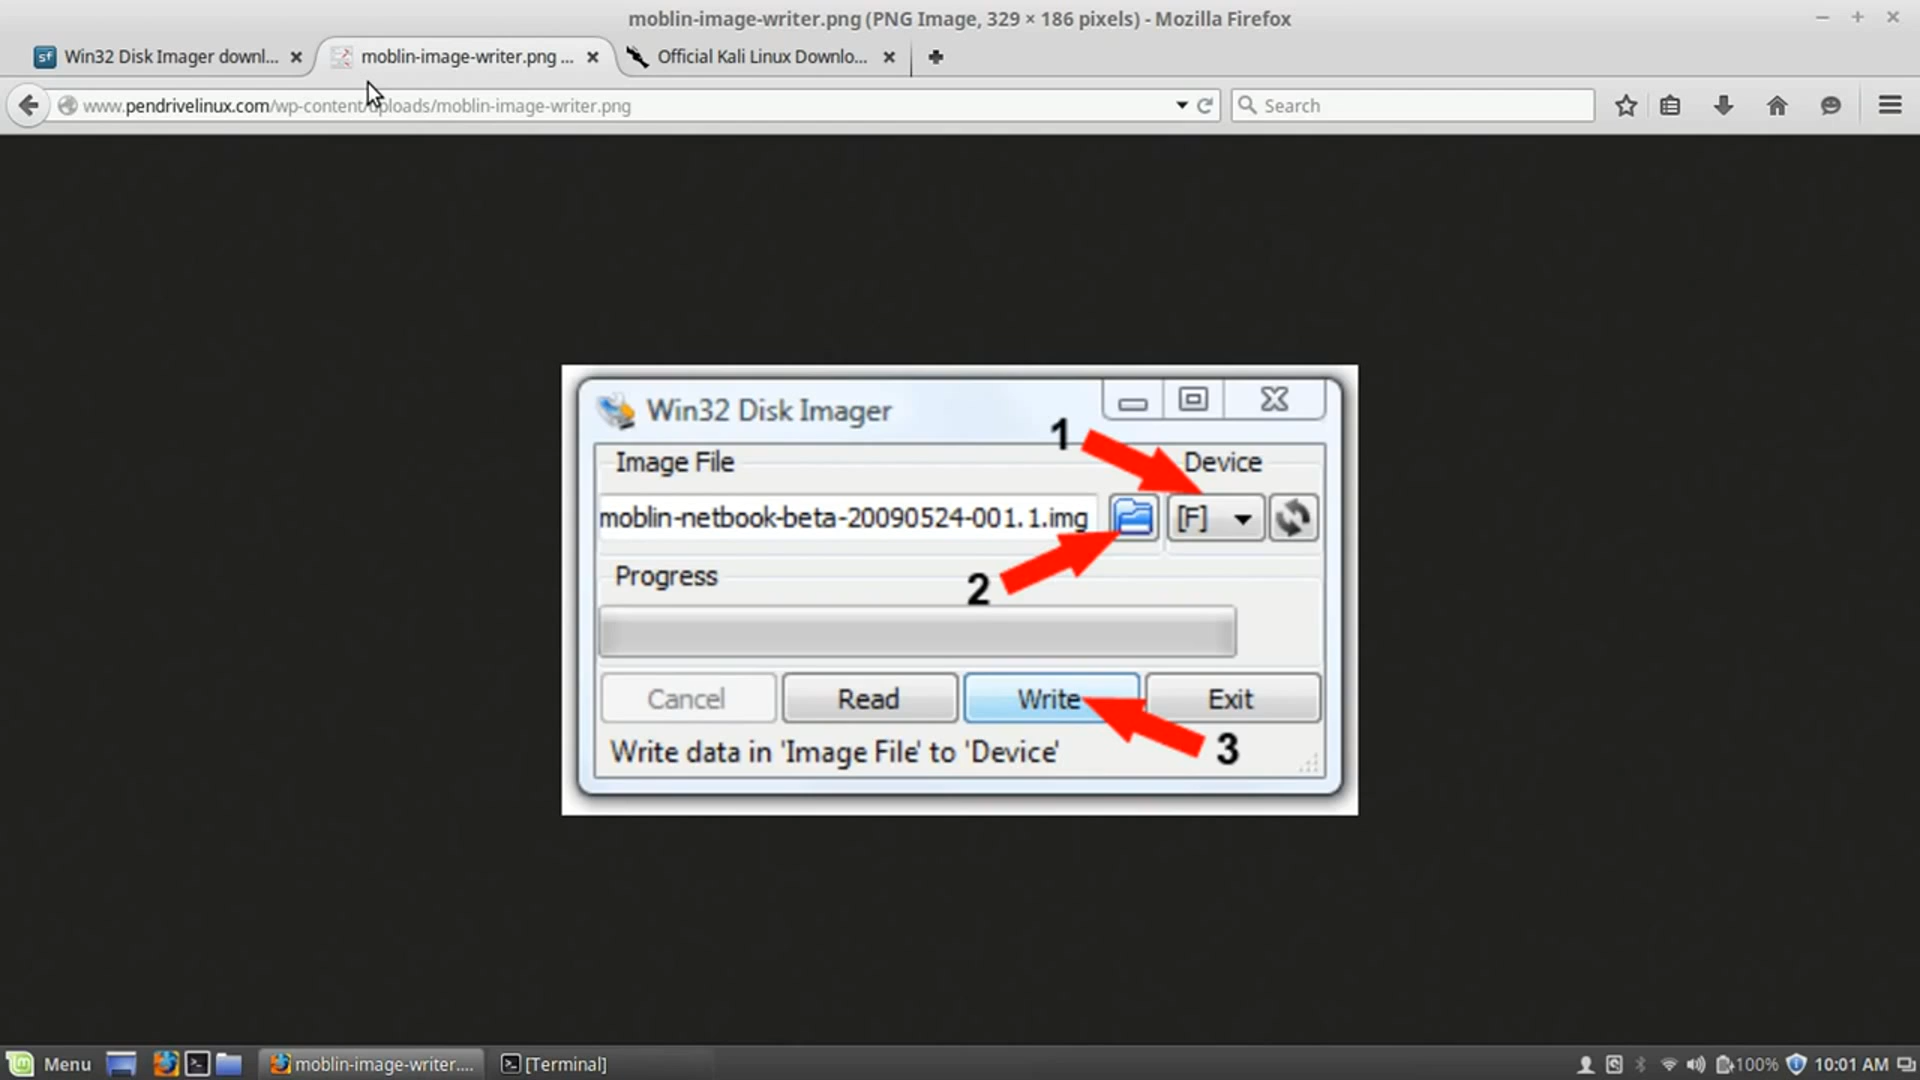 moblin-image-writer.png (PNG Image, 329 × 186 pixels) - Mozilla Firefox
sf Win32 Disk Imager downl...
moblin-image-writer.png ...
Official Kali Linux Downlo...
www.pendrivelinux.com/wp-content/uploads/moblin-image-writer.png
Search
Win32 Disk Imager
1
Image File
Device
moblin-netbook-beta-20090524-001.1.img
[F]
Progress
2
Cancel
Read
Write
Exit
Write data in 'Image File' to 'Device'
3
Menu
moblin-image-writer....
[Terminal]
100%
10:01 AM